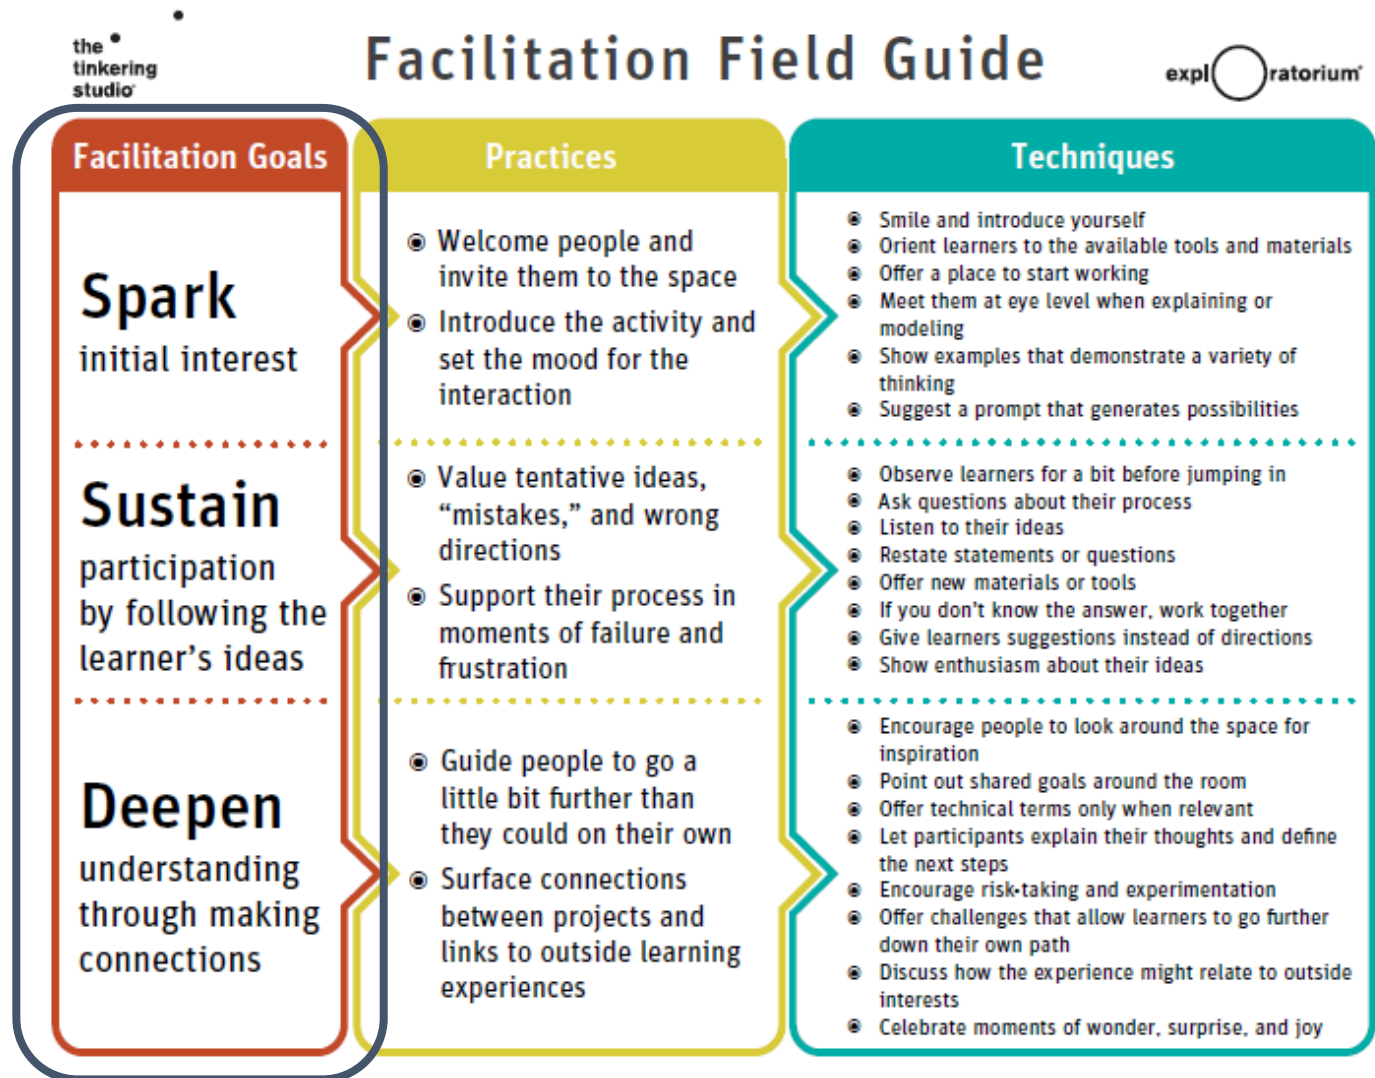 the
tinkering
studio
Facilitation Field Guide
expl ratorium
Facilitation Goals
Spark
initial interest
Sustain
participation
by following the
learner's ideas
Deepen
understanding
through making
connections
Practices
◉ Welcome people and
invite them to the space
◉ Introduce the activity and
set the mood for the
interaction
◉ Value tentative ideas,
“mistakes,” and wrong
directions
◉ Support their process in
moments of failure and
frustration
◉ Guide people to go a
little bit further than
they could on their own
◉ Surface connections
between projects and
links to outside learning
experiences
Techniques
◉ Smile and introduce yourself
◉ Orient learners to the available tools and materials
◉ Offer a place to start working
◉ Meet them at eye level when explaining or
modeling
◉ Show examples that demonstrate a variety of
thinking
◉ Suggest a prompt that generates possibilities
◉ Observe learners for a bit before jumping in
◉ Ask questions about their process
◉ Listen to their ideas
◉ Restate statements or questions
◉ Offer new materials or tools
◉ If you don't know the answer, work together
◉ Give learners suggestions instead of directions
◉ Show enthusiasm about their ideas
◉ Encourage people to look around the space for
inspiration
◉ Point out shared goals around the room
◉ Offer technical terms only when relevant
◉ Let participants explain their thoughts and define
the next steps
◉ Encourage risk-taking and experimentation
◉ Offer challenges that allow learners to go further
down their own path
◉ Discuss how the experience might relate to outside
interests
◉ Celebrate moments of wonder, surprise, and joy